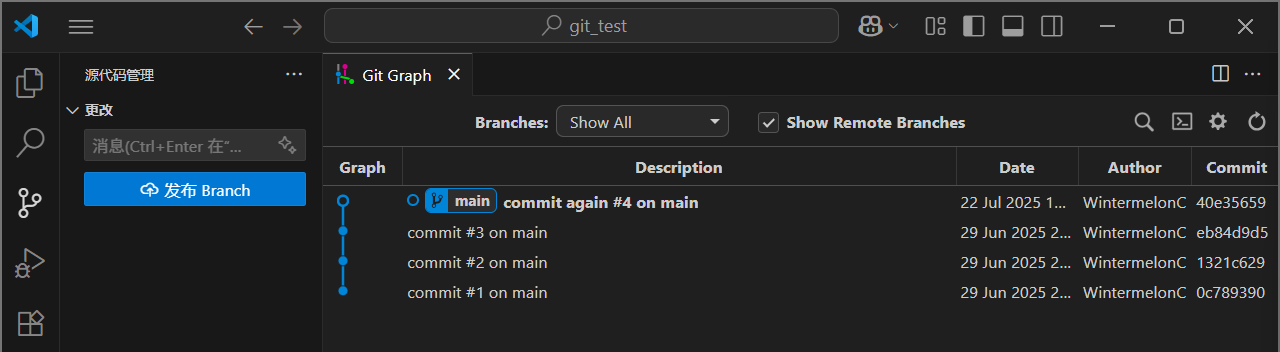 git_test
源代码管理
Git Graph
更改
Branches: Show All Show Remote Branches
消息(Ctrl+Enter 在“...
发布 Branch
Graph Description Date Author Commit
main commit again #4 on main 22 Jul 2025 1... WintermelonC 40e35659
commit #3 on main 29 Jun 2025 2... WintermelonC eb84d9d5
commit #2 on main 29 Jun 2025 2... WintermelonC 1321c629
commit #1 on main 29 Jun 2025 2... WintermelonC 0c789390